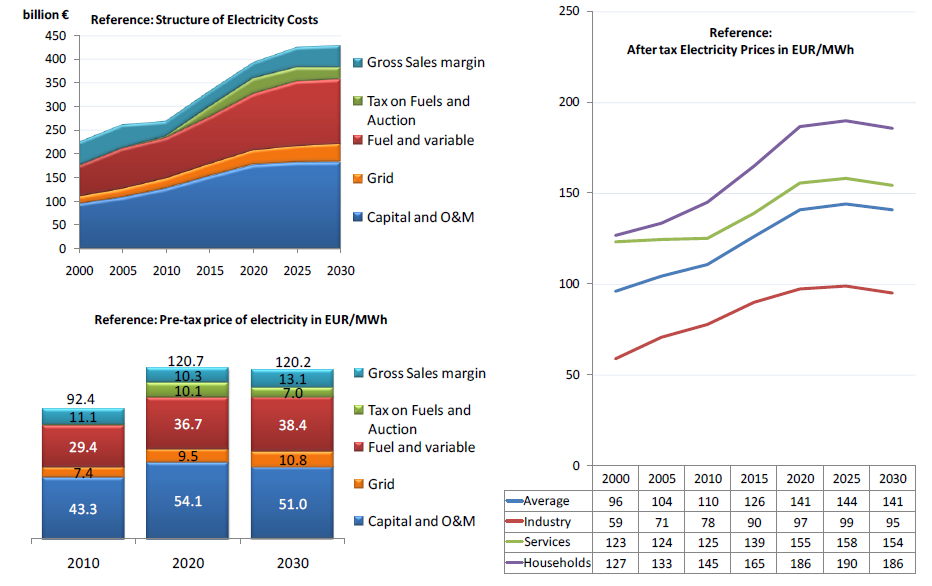 billion €
Reference: Structure of Electricity Costs
450
400
350
300
250
200
150
100
50
0
2000 2005 2010 2015 2020 2025 2030
Gross Sales margin
Tax on Fuels and
Auction
Fuel and variable
Grid
Capital and O&M
Reference: Pre-tax price of electricity in EUR/MWh
92.4
11.1
29.4
7.4
43.3
120.7
10.3
10.1
36.7
9.5
54.1
120.2
13.1
7.0
38.4
10.8
51.0
2010 2020 2030
Gross Sales margin
Tax on Fuels and
Auction
Fuel and variable
Grid
Capital and O&M
Reference:
After tax Electricity Prices in EUR/MWh
250
200
150
100
50
0
2000 2005 2010 2015 2020 2025 2030
Average 96 104 110 126 141 144 141
Industry 59 71 78 90 97 99 95
Services 123 124 125 139 155 158 154
Households 127 133 145 165 186 190 186